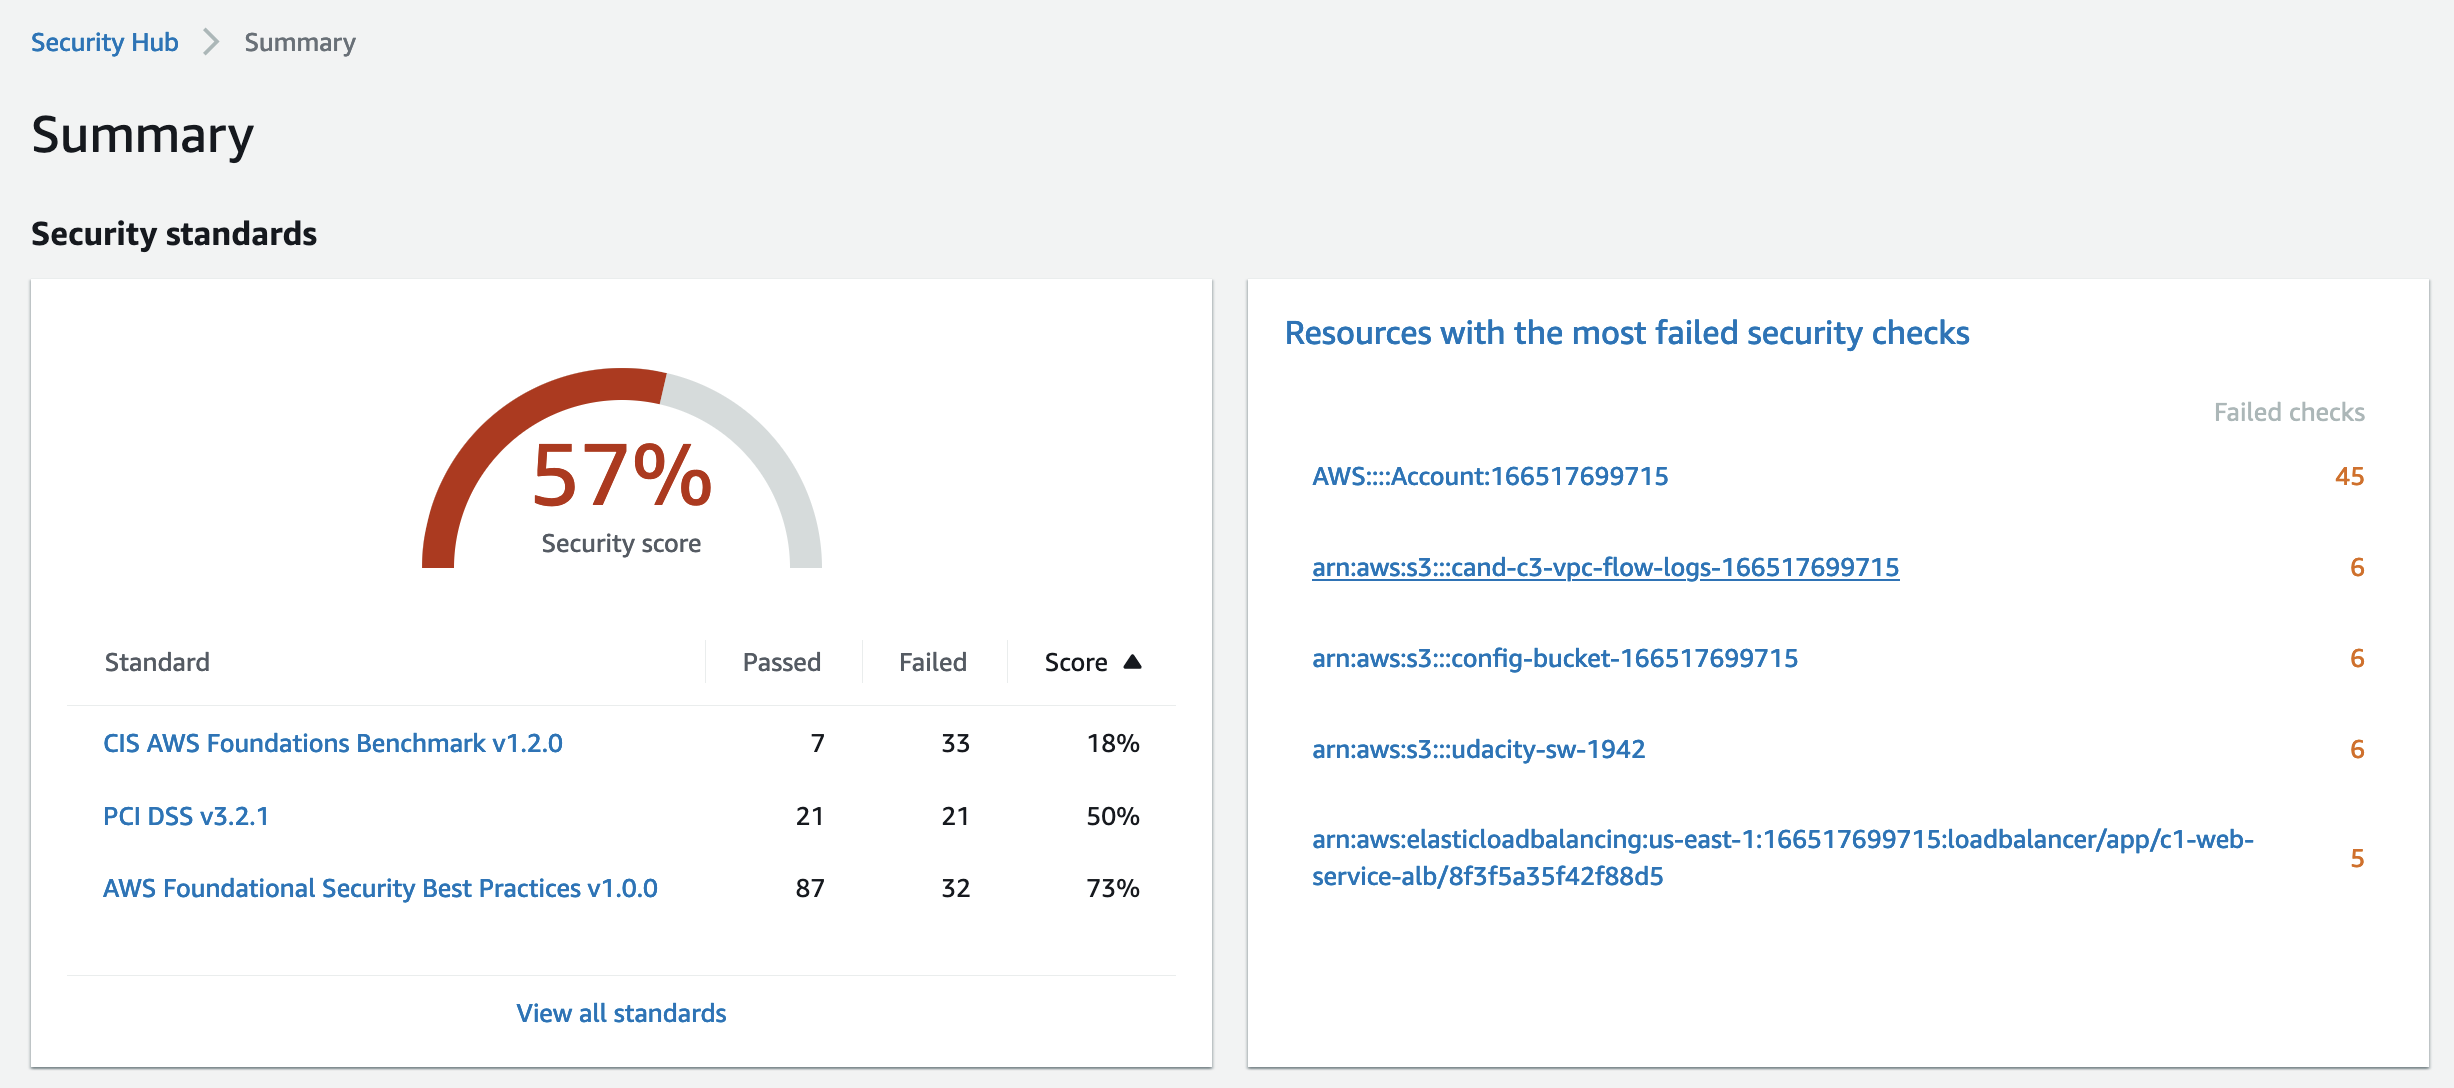 Security Hub > Summary
Summary
Security standards
57%
Security score
Standard Passed Failed Score ▲
CIS AWS Foundations Benchmark v1.2.0 7 33 18%
PCI DSS v3.2.1 21 21 50%
AWS Foundational Security Best Practices v1.0.0 87 32 73%
View all standards
Resources with the most failed security checks
Failed checks
AWS::::Account:166517699715 45
arn:aws:s3:::cand-c3-vpc-flow-logs-166517699715 6
arn:aws:s3:::config-bucket-166517699715 6
arn:aws:s3:::udacity-sw-1942 6
arn:aws:elasticloadbalancing:us-east-1:166517699715:loadbalancer/app/c1-web-
service-alb/8f3f5a35f42f88d5 5